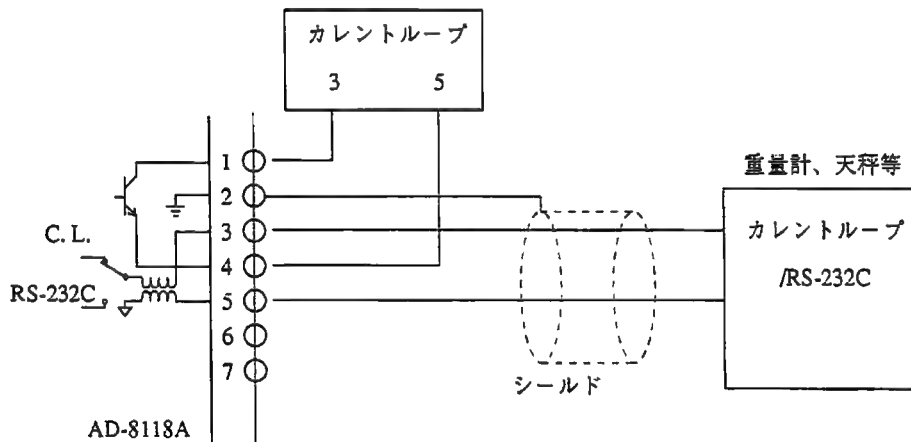 カレントループ
3 5
1
2
3
4
5
6
7
C. L.
RS-232C
AD-8118A
シールド
重量計、天秤等
カレントループ
/RS-232C